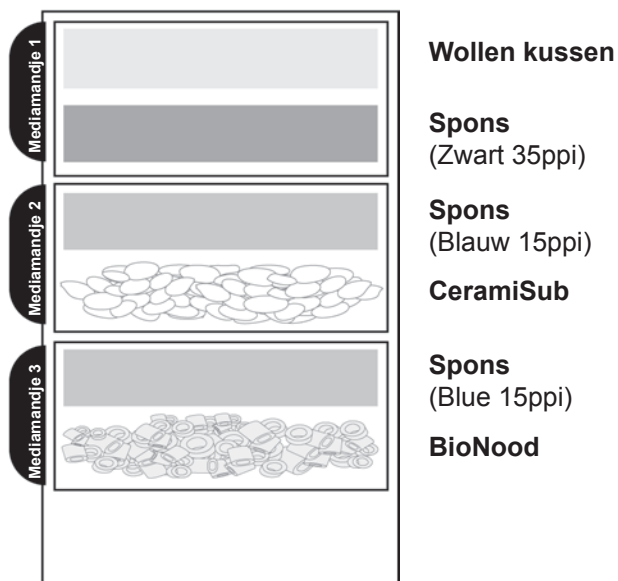 Mediamandje 1
Wollen kussen
Spons
(Zwart 35ppi)
Mediamandje 2
Spons
(Blauw 15ppi)
CeramiSub
Mediamandje 3
Spons
(Blue 15ppi)
BioNood